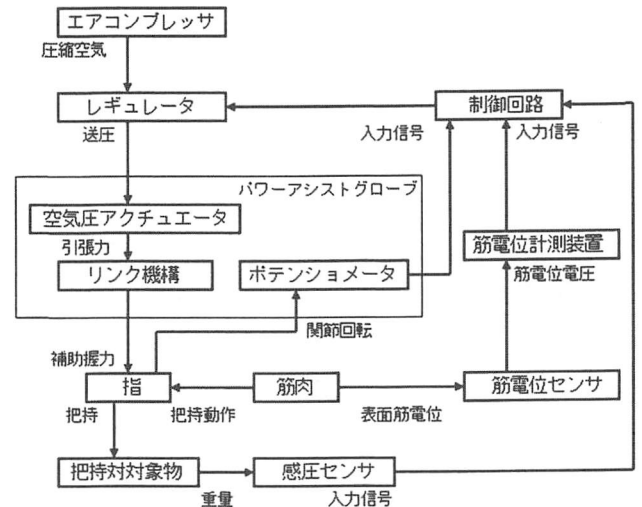 エアコンプレッサ
圧縮空気
レギュレータ
制御回路
送圧
入力信号
入力信号
パワーアシストグローブ
空気圧アクチュエータ
引張力
筋電位計測装置
リンク機構
ポテンショメータ
筋電位電圧
関節回転
補助握力
指
筋肉
筋電位センサ
把持
把持動作
表面筋電位
把持対対象物
感圧センサ
重量
入力信号